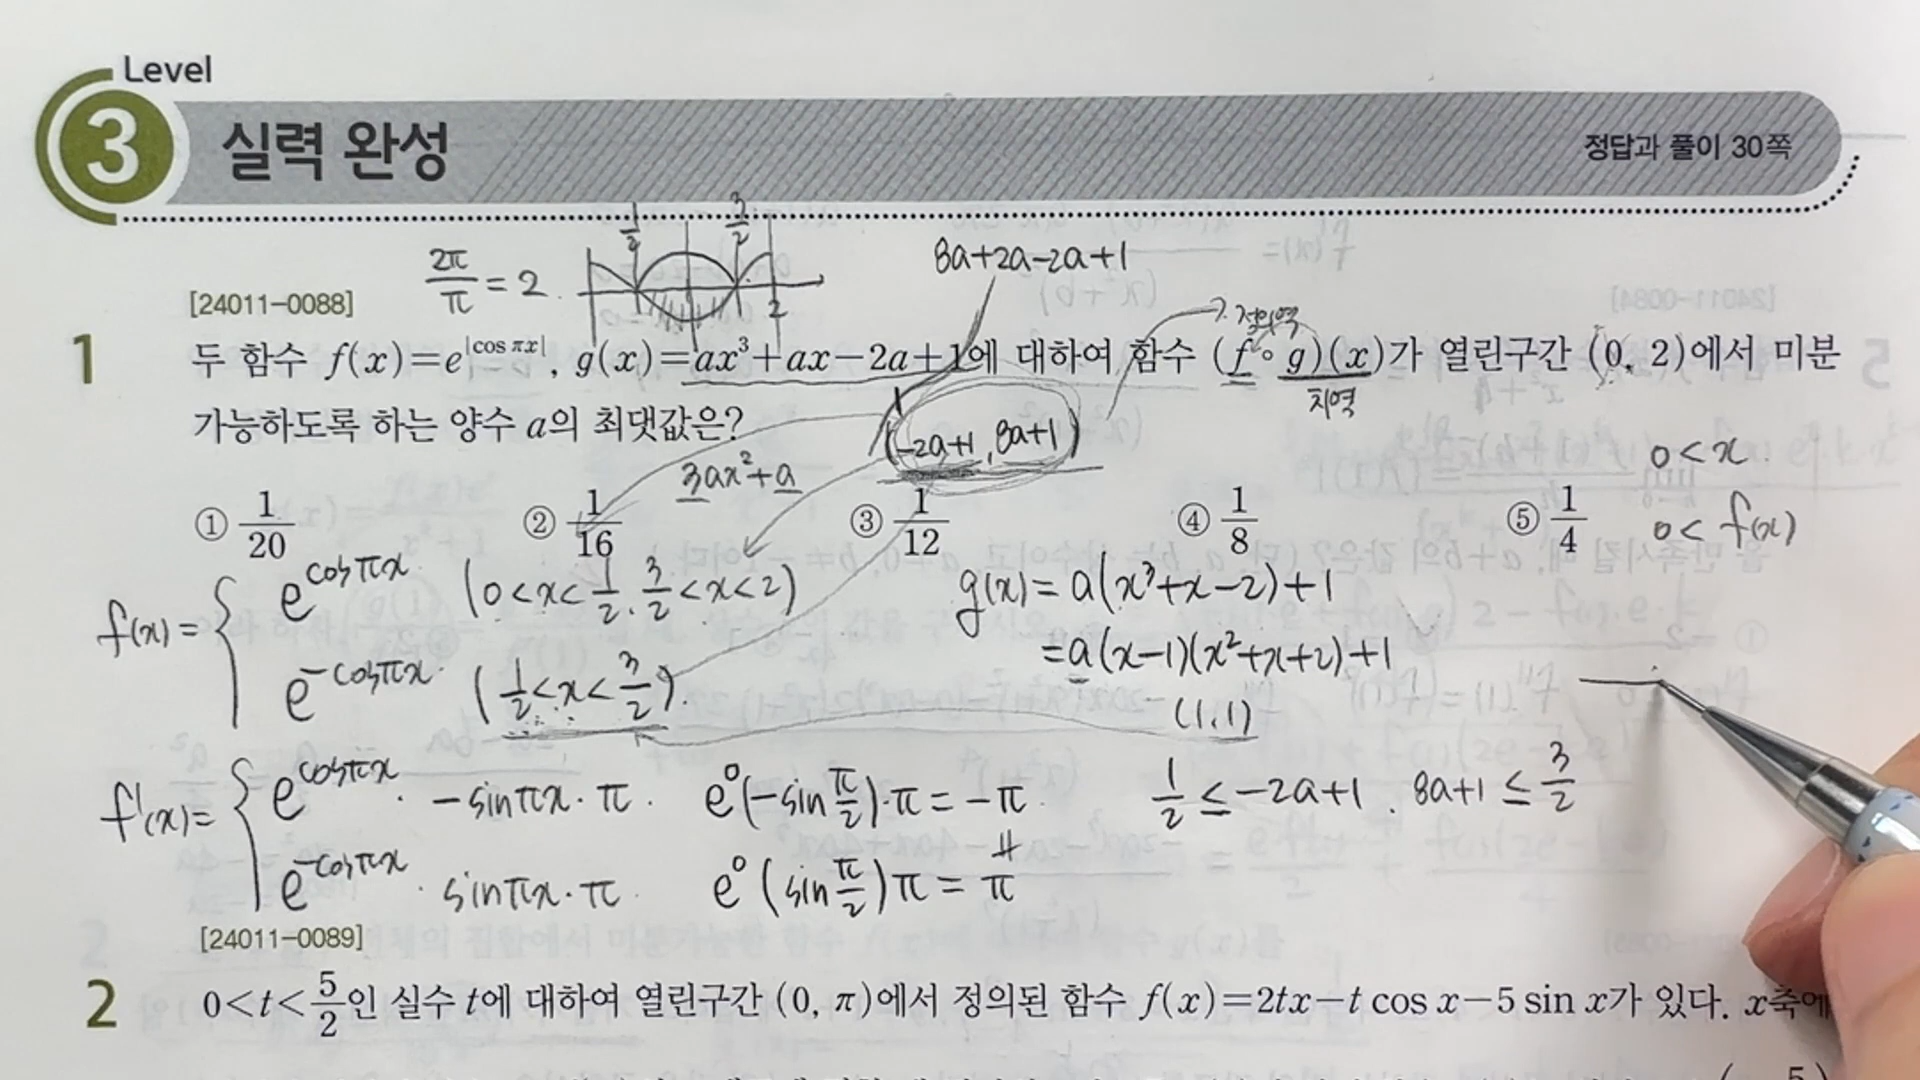 Level
3 실력 완성
정답과 풀이 30쪽
1/2 3/2
2π/π = 2
2
8a+2a-2a+1
[24011-0088]
정의역
1 두 함수 f(x)=e^|cos πx|, g(x)=ax³+ax-2a+1에 대하여 함수 (f∘g)(x)가 열린구간 (0, 2)에서 미분
치역
가능하도록 하는 양수 a의 최댓값은?
(-2a+1, 8a+1)
3ax²+a
0<x
① 1/20 ② 1/16 ③ 1/12 ④ 1/8 ⑤ 1/4
0<f(x)
f(x)= { e^cosπx (0<x<1/2, 3/2<x<2)
e^-cosπx (1/2<x<3/2)
g(x)= a(x³+x-2)+1
=a(x-1)(x²+x+2)+1
(1,1)
f'(x)= { e^cosπx · -sinπx·π
e^-cosπx · sinπx·π
e⁰(-sin π/2)·π = -π
e⁰(sin π/2)π = π
1/2 ≤ -2a+1, 8a+1 ≤ 3/2
[24011-0089]
2 0<t<5/2인 실수 t에 대하여 열린구간 (0, π)에서 정의된 함수 f(x)=2tx-t cos x-5 sin x가 있다. x축에